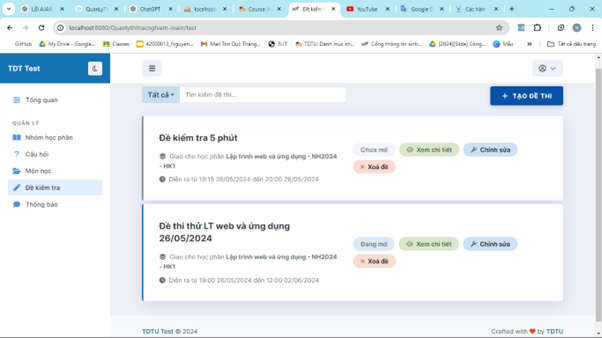 Lỗi AJAX
QuanLyTh
ChatGPT
localhost
Course: I
Đề kiểm t
YouTube
Google D
Các hàm
localhost:8080/Quanlythitracnghiem-main/test
GitHub
My Drive – Google...
Classes
42000013_Nguyen...
Mail Ton Duc Thang...
ELIT
TDTU: Danh mục kh...
Cổng thông tin sinh...
[2024][Slide] Công...
Mẫu
»
Tất cả dấu trang
TDT Test
Tổng quan
QUẢN LÝ
Nhóm học phần
Câu hỏi
Môn học
Đề kiểm tra
Thông báo
Tất cả
Tìm kiếm đề thi...
+ TẠO ĐỀ THI
Đề kiểm tra 5 phút
Giao cho học phần Lập trình web và ứng dụng - NH2024
- HK1
Diễn ra từ 19:15 26/05/2024 đến 20:00 26/05/2024
Chưa mở
Xem chi tiết
Chỉnh sửa
× Xoá đề
Đề thi thử LT web và ứng dụng
26/05/2024
Giao cho học phần Lập trình web và ứng dụng - NH2024
- HK1
Diễn ra từ 19:00 26/05/2024 đến 12:00 02/06/2024
Đang mở
Xem chi tiết
Chỉnh sửa
× Xoá đề
TDTU Test © 2024
Crafted with ❤ by TDTU